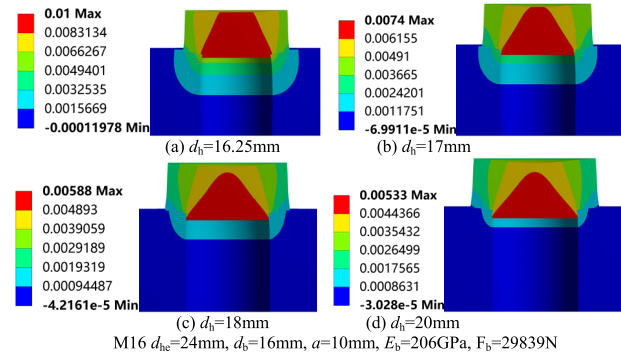 0.01 Max
0.0083134
0.0066267
0.0049401
0.0032535
0.0015669
-0.00011978 Min
(a) dh=16.25mm
0.0074 Max
0.006155
0.00491
0.003665
0.0024201
0.0011751
-6.9911e-5 Min
(b) dh=17mm
0.00588 Max
0.004893
0.0039059
0.0029189
0.0019319
0.00094487
-4.2161e-5 Min
(c) dh=18mm
0.00533 Max
0.0044366
0.0035432
0.0026499
0.0017565
0.0008631
-3.028e-5 Min
(d) dh=20mm
M16 dhe=24mm, db=16mm, a=10mm, Eb=206GPa, Fb=29839N